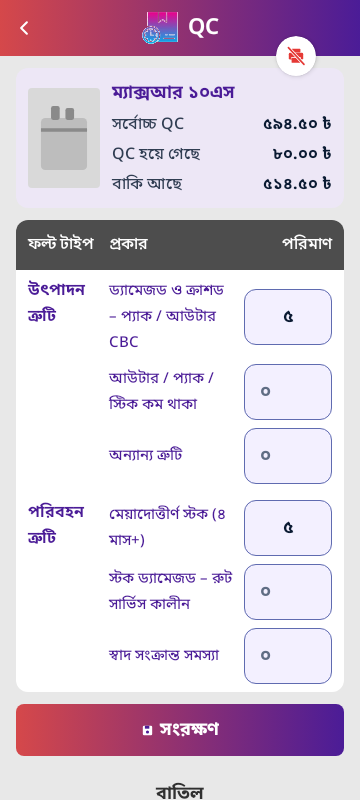 QC
ম্যাক্সআর ১০এস
সর্বোচ্চ QC ৫৯৪.৫০ ৳
QC হয়ে গেছে ৮০.০০ ৳
বাকি আছে ৫১৪.৫০ ৳
ফল্ট টাইপ প্রকার পরিমাণ
উৎপাদন ত্রুটি
ড্যামেজড ও ক্রাশড
– প্যাক / আউটার
CBC
৫
আউটার / প্যাক /
স্টিক কম থাকা
০
অন্যান্য ত্রুটি
০
পরিবহন ত্রুটি
মেয়াদোত্তীর্ণ স্টক (৪
মাস+)
৫
স্টক ড্যামেজড – রুট
সার্ভিস কালীন
০
স্বাদ সংক্রান্ত সমস্যা
০
সংরক্ষণ
বাতিল